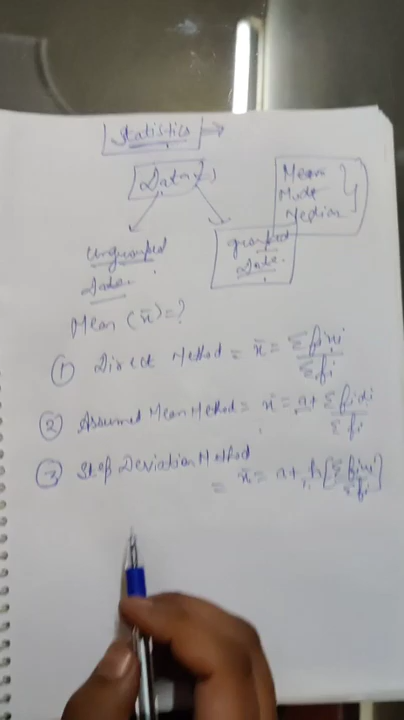 Statistics →
Data
Mean
Mode
Median
ungrouped
Data
grouped
Data
Mean (x̄) = ?
① Direct Method = x̄ = Σfixi / Σfi
② Assumed Mean Method = x̄ = a + Σfidi / Σfi
③ Step Deviation Method
= x̄ = a + h [Σfiui / Σfi]